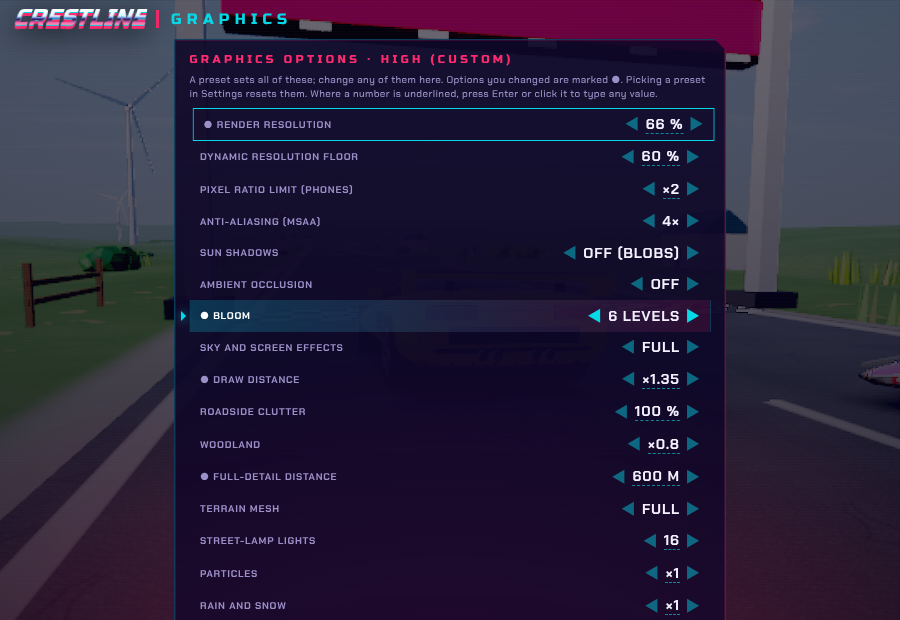 CRESTLINE | GRAPHICS
GRAPHICS OPTIONS · HIGH (CUSTOM)
A preset sets all of these; change any of them here. Options you changed are marked ●. Picking a preset
in Settings resets them. Where a number is underlined, press Enter or click it to type any value.
● RENDER RESOLUTION ◀ 66 % ▶
DYNAMIC RESOLUTION FLOOR ◀ 60 % ▶
PIXEL RATIO LIMIT (PHONES) ◀ ×2 ▶
ANTI-ALIASING (MSAA) ◀ 4× ▶
SUN SHADOWS ◀ OFF (BLOBS) ▶
AMBIENT OCCLUSION ◀ OFF ▶
● BLOOM ◀ 6 LEVELS ▶
SKY AND SCREEN EFFECTS ◀ FULL ▶
● DRAW DISTANCE ◀ ×1.35 ▶
ROADSIDE CLUTTER ◀ 100 % ▶
WOODLAND ◀ ×0.8 ▶
● FULL-DETAIL DISTANCE ◀ 600 M ▶
TERRAIN MESH ◀ FULL ▶
STREET-LAMP LIGHTS ◀ 16 ▶
PARTICLES ◀ ×1 ▶
RAIN AND SNOW ◀ ×1 ▶